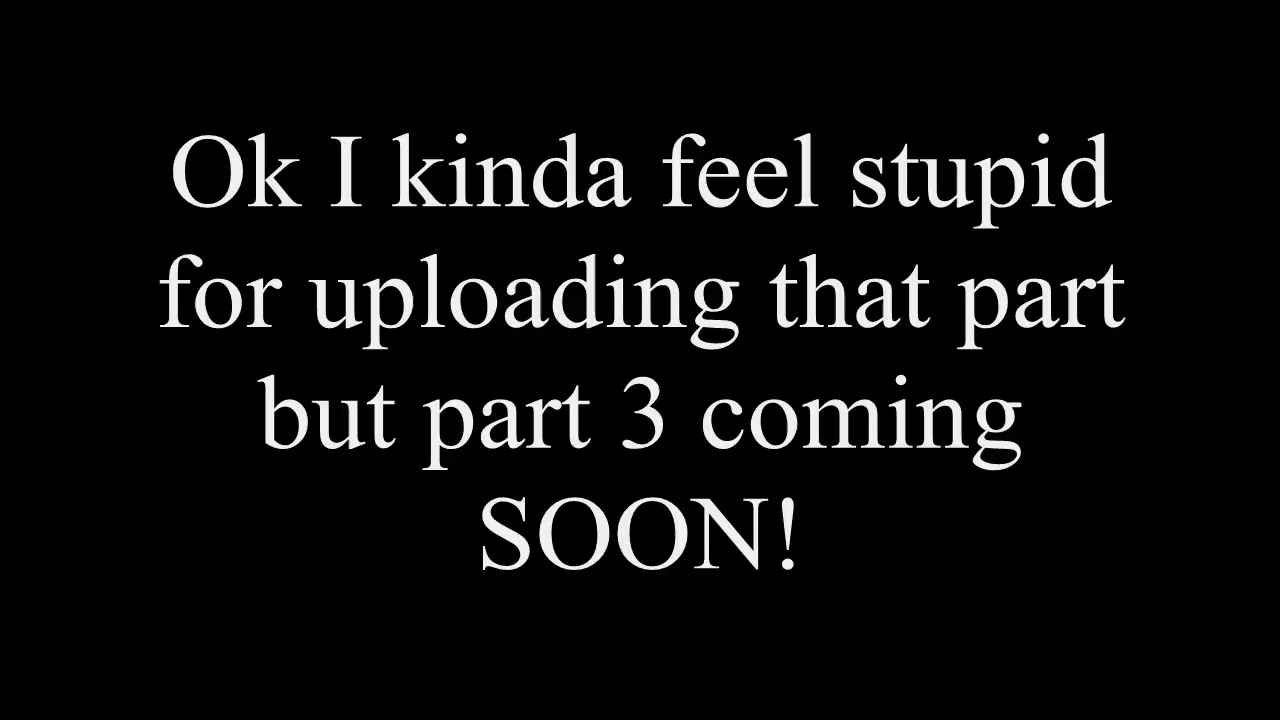 Ok I kinda feel stupid
for uploading that part
but part 3 coming
SOON!